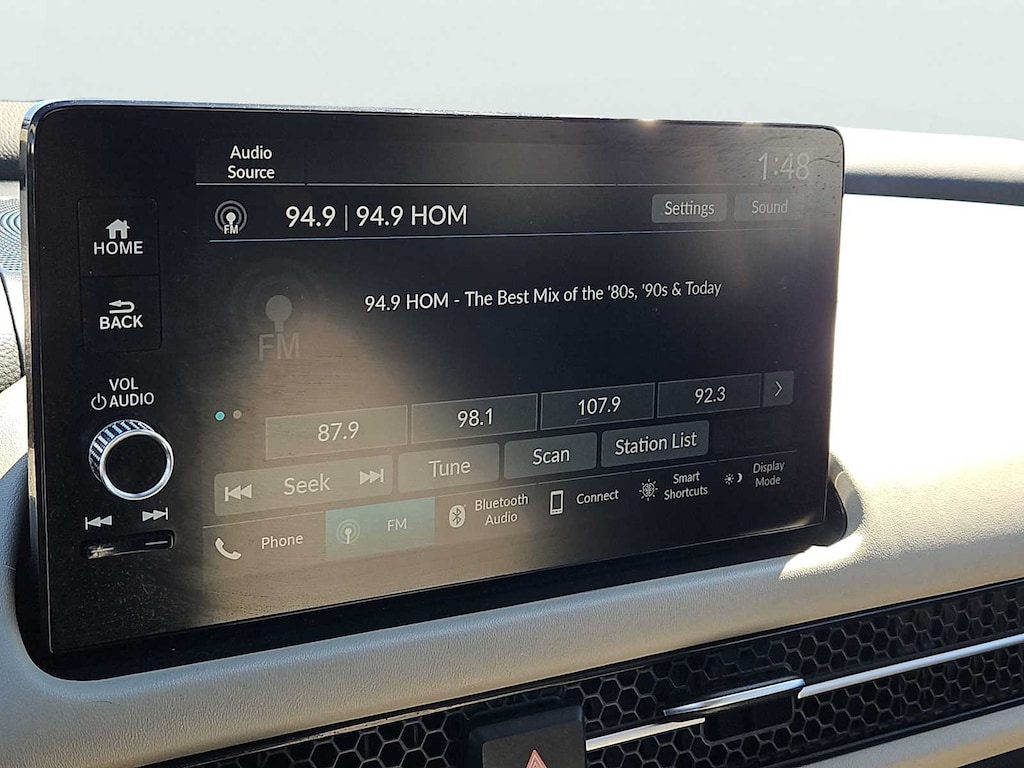 Audio
Source
1:48
FM
94.9 | 94.9 HOM
Settings
Sound
HOME
94.9 HOM - The Best Mix of the '80s, '90s & Today
BACK
FM
VOL
AUDIO
87.9
98.1
107.9
92.3
Seek
Tune
Scan
Station List
Phone
FM
Bluetooth
Audio
Connect
Smart
Shortcuts
Display
Mode